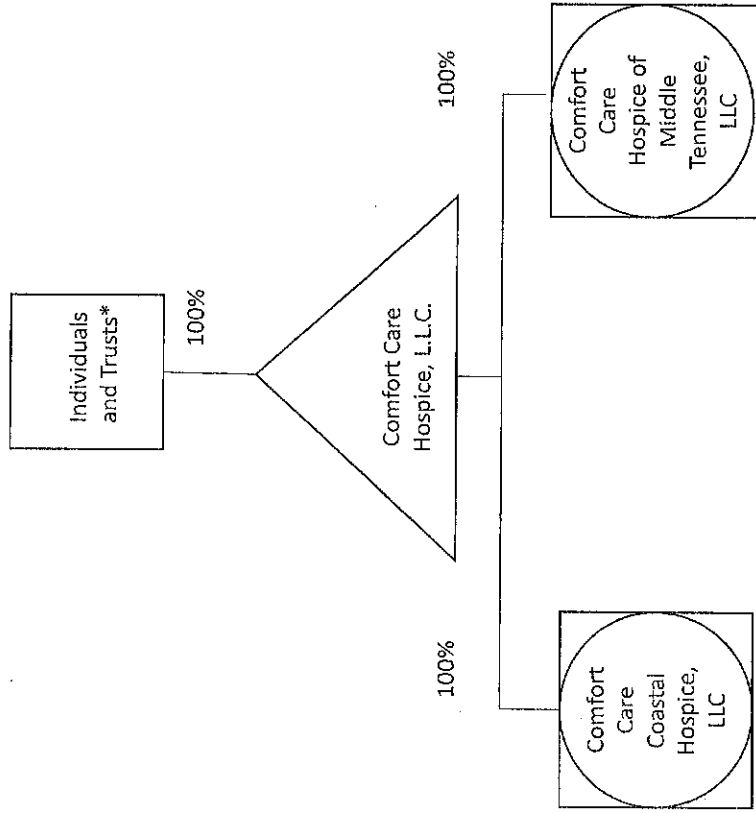 Individuals
and Trusts*
100%
Comfort Care
Hospice, L.L.C.
100%
100%
Comfort
Care
Coastal
Hospice,
LLC
Comfort
Care
Hospice of
Middle
Tennessee,
LLC